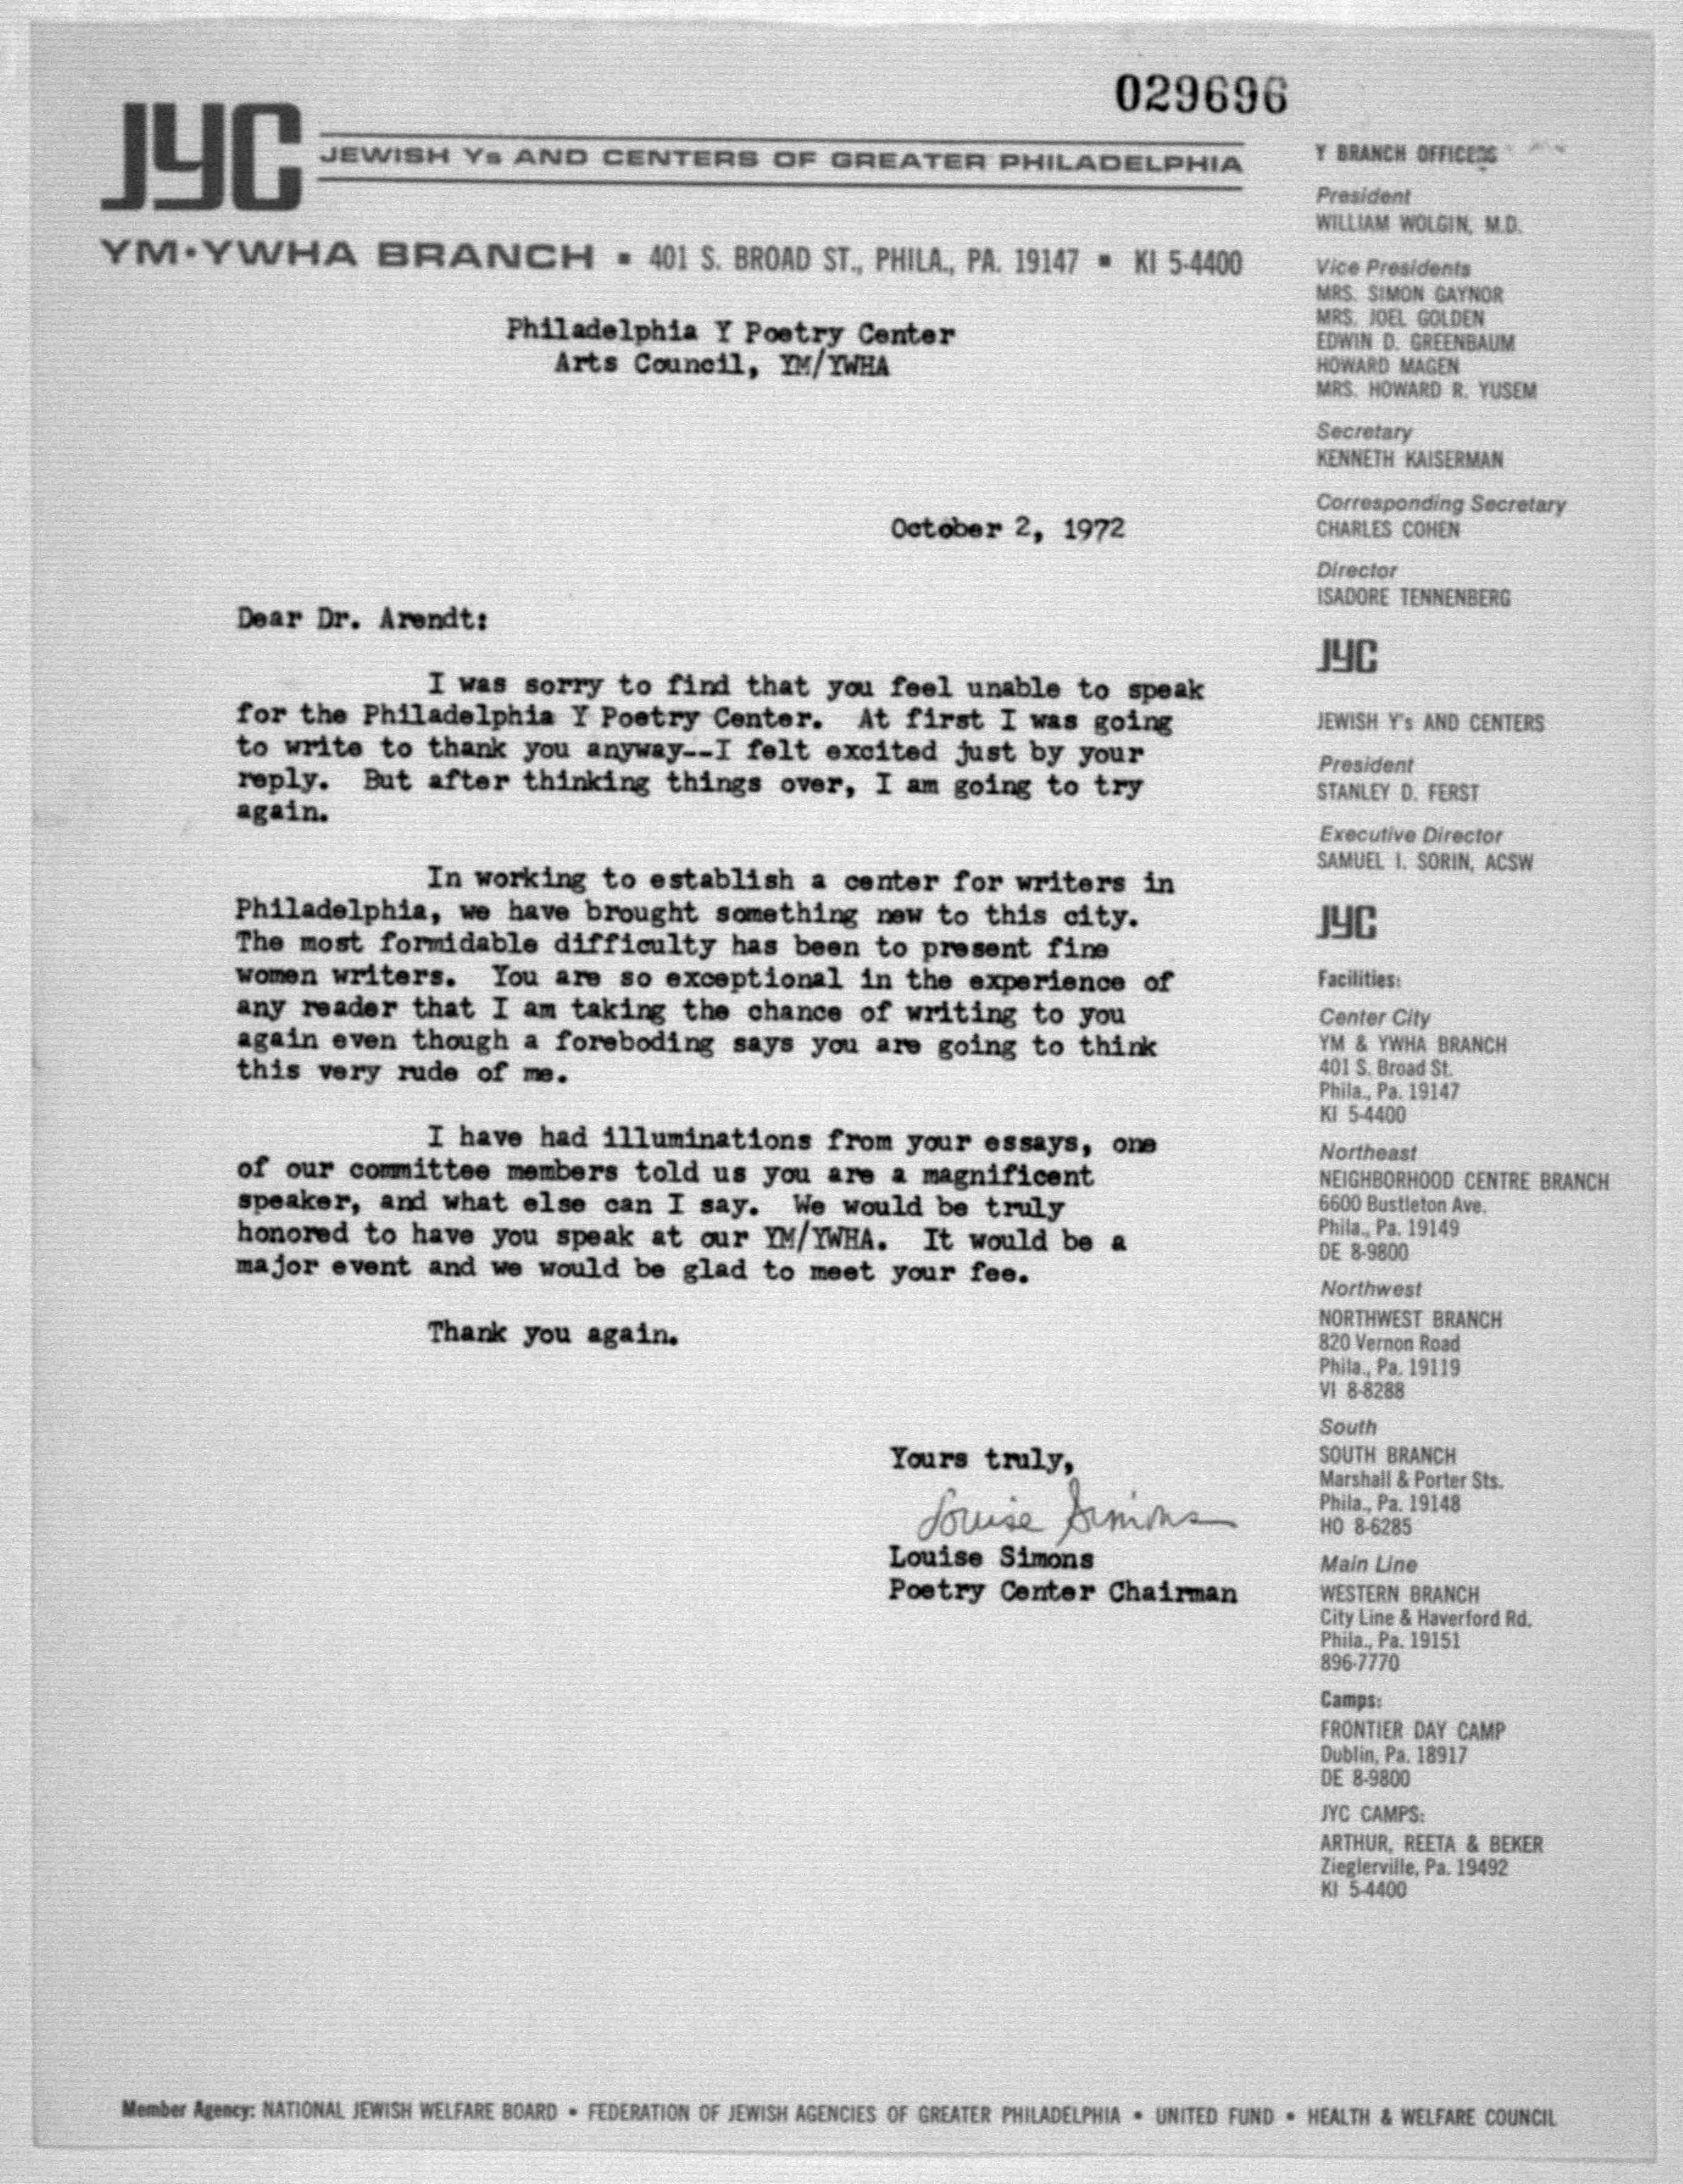 029696
JYC
JEWISH Ys AND CENTERS OF GREATER PHILADELPHIA
YM·YWHA BRANCH ▪ 401 S. BROAD ST., PHILA., PA. 19147 ▪ KI 5-4400
Philadelphia Y Poetry Center
Arts Council, YM/YWHA
October 2, 1972
Dear Dr. Arendt:
I was sorry to find that you feel unable to speak
for the Philadelphia Y Poetry Center. At first I was going
to write to thank you anyway--I felt excited just by your
reply. But after thinking things over, I am going to try
again.
In working to establish a center for writers in
Philadelphia, we have brought something new to this city.
The most formidable difficulty has been to present fine
women writers. You are so exceptional in the experience of
any reader that I am taking the chance of writing to you
again even though a foreboding says you are going to think
this very rude of me.
I have had illuminations from your essays, one
of our committee members told us you are a magnificent
speaker, and what else can I say. We would be truly
honored to have you speak at our YM/YWHA. It would be a
major event and we would be glad to meet your fee.
Thank you again.
Yours truly,
Louise Simons
Louise Simons
Poetry Center Chairman
Y BRANCH OFFICERS
President
WILLIAM WOLGIN, M.D.
Vice Presidents
MRS. SIMON GAYNOR
MRS. JOEL GOLDEN
EDWIN D. GREENBAUM
HOWARD MAGEN
MRS. HOWARD R. YUSEM
Secretary
KENNETH KAISERMAN
Corresponding Secretary
CHARLES COHEN
Director
ISADORE TENNENBERG
JYC
JEWISH Y's AND CENTERS
President
STANLEY D. FERST
Executive Director
SAMUEL I. SORIN, ACSW
JYC
Facilities:
Center City
YM & YWHA BRANCH
401 S. Broad St.
Phila., Pa. 19147
KI 5-4400
Northeast
NEIGHBORHOOD CENTRE BRANCH
6600 Bustleton Ave.
Phila., Pa. 19149
DE 8-9800
Northwest
NORTHWEST BRANCH
820 Vernon Road
Phila., Pa. 19119
VI 8-8288
South
SOUTH BRANCH
Marshall & Porter Sts.
Phila., Pa. 19148
HO 8-6285
Main Line
WESTERN BRANCH
City Line & Haverford Rd.
Phila., Pa. 19151
896-7770
Camps:
FRONTIER DAY CAMP
Dublin, Pa. 18917
DE 8-9800
JYC CAMPS:
ARTHUR, REETA & BEKER
Zieglerville, Pa. 19492
KI 5-4400
Member Agency: NATIONAL JEWISH WELFARE BOARD • FEDERATION OF JEWISH AGENCIES OF GREATER PHILADELPHIA • UNITED FUND • HEALTH & WELFARE COUNCIL